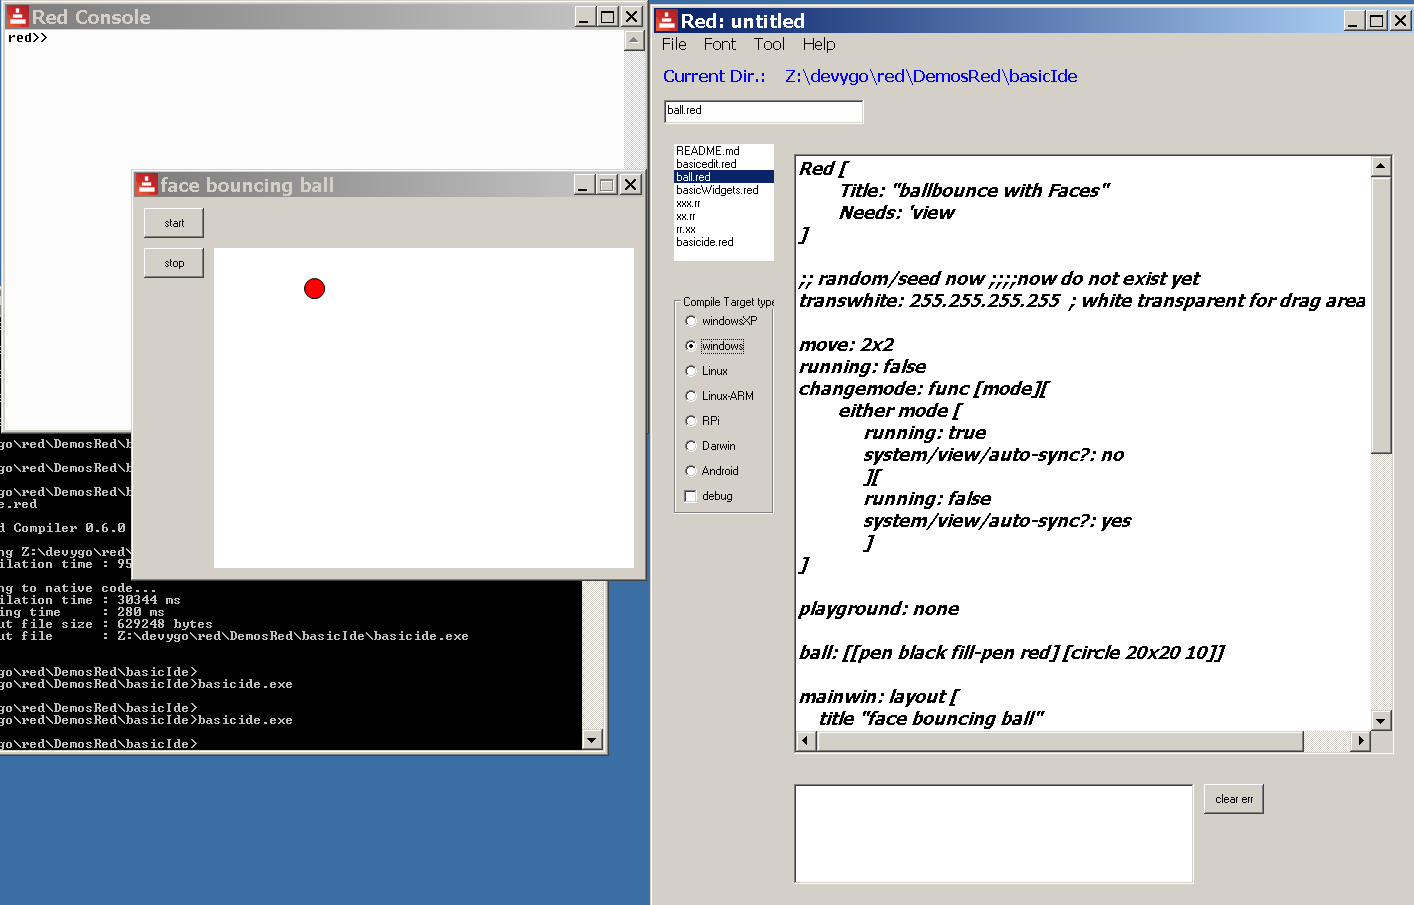 Red Console
red>>
face bouncing ball
start
stop
go\red\DemosRed\b
go\red\DemosRed\b
go\red\DemosRed\b
e.red
d Compiler 0.6.0
ng Z:\devygo\red\
ilation time : 95
ng to native code...
ilation time : 30344 ms
ing time : 280 ms
ut file size : 629248 bytes
ut file : Z:\devygo\red\DemosRed\basicIde\basicide.exe
go\red\DemosRed\basicIde>
go\red\DemosRed\basicIde>basicide.exe
go\red\DemosRed\basicIde>
go\red\DemosRed\basicIde>basicide.exe
go\red\DemosRed\basicIde>
Red: untitled
File Font Tool Help
Current Dir.: Z:\devygo\red\DemosRed\basicIde
ball.red
README.md
basicedit.red
ball.red
basicWidgets.red
xxx.rr
xx.rr
rr.xx
basicide.red
Compile Target type
windowsXP
windows
Linux
Linux-ARM
RPi
Darwin
Android
debug
Red [
Title: "ballbounce with Faces"
Needs: 'view
]
;; random/seed now ;;;;now do not exist yet
transwhite: 255.255.255.255 ; white transparent for drag area
move: 2x2
running: false
changemode: func [mode][
either mode [
running: true
system/view/auto-sync?: no
][
running: false
system/view/auto-sync?: yes
]
]
playground: none
ball: [[pen black fill-pen red] [circle 20x20 10]]
mainwin: layout [
title "face bouncing ball"
clear err